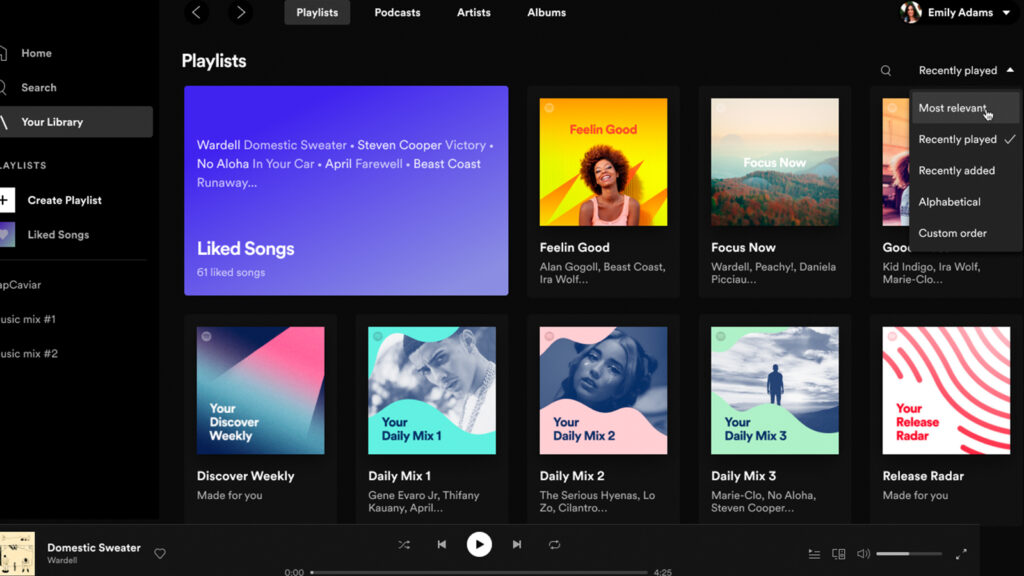 Playlists
Podcasts
Artists
Albums
Emily Adams
Home
Search
Your Library
LAYLISTS
Create Playlist
Liked Songs
apCaviar
usic mix #1
usic mix #2
Playlists
Recently played
Most relevant
Recently played
Recently added
Alphabetical
Custom order
Wardell Domestic Sweater • Steven Cooper Victory •
No Aloha In Your Car • April Farewell • Beast Coast
Runaway...
Liked Songs
61 liked songs
Feelin Good
Feelin Good
Alan Gogoll, Beast Coast,
Ira Wolf...
Focus Now
Focus Now
Wardell, Peachy!, Daniela
Picciau...
Goo
Kid Indigo, Ira Wolf,
Marie-Clo...
Your
Discover
Weekly
Discover Weekly
Made for you
Your
Daily Mix 1
Daily Mix 1
Gene Evaro Jr, Thifany
Kauany, April...
Your
Daily Mix 2
Daily Mix 2
The Serious Hyenas, Lo
Zo, Cilantro...
Your
Daily Mix 3
Daily Mix 3
Marie-Clo, No Aloha,
Steven Cooper...
Your
Release
Radar
Release Radar
Made for you
Domestic Sweater
Wardell
0:00
4:25